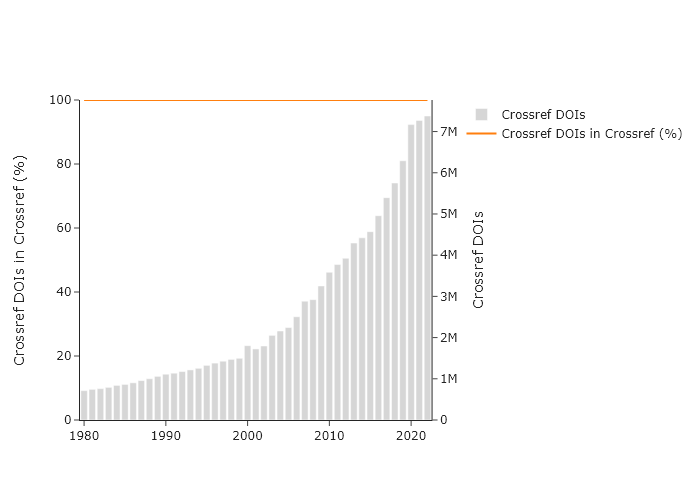 Crossref DOIs in Crossref (%)
100
80
60
40
20
0
1980
1990
2000
2010
2020
7M
6M
5M
4M
3M
2M
1M
0
Crossref DOIs
Crossref DOIs
Crossref DOIs in Crossref (%)